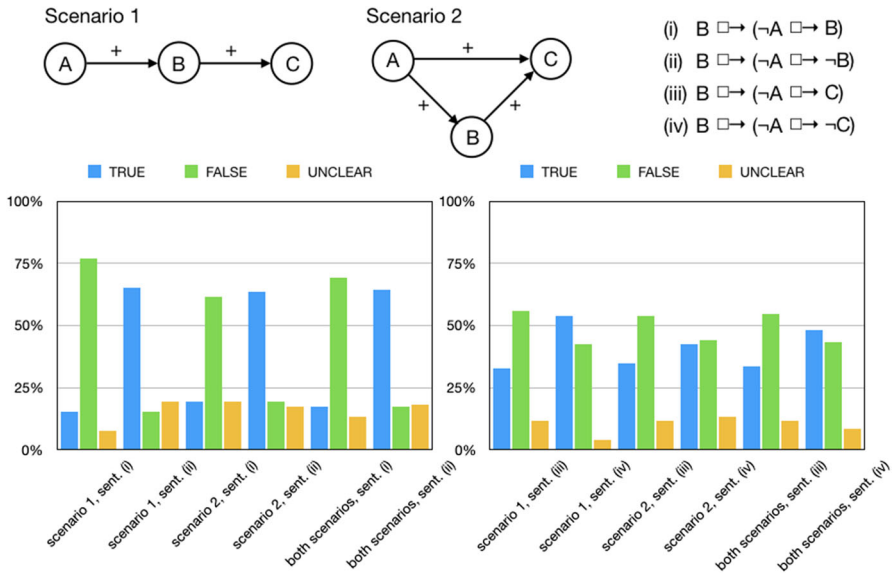 Scenario 1
A + B + C
Scenario 2
A + C
+ +
B
(i) B □→ (¬A □→ B)
(ii) B □→ (¬A □→ ¬B)
(iii) B □→ (¬A □→ C)
(iv) B □→ (¬A □→ ¬C)
TRUE FALSE UNCLEAR
100%
75%
50%
25%
0%
scenario 1, sent. (i)
scenario 1, sent. (ii)
scenario 2, sent. (i)
scenario 2, sent. (ii)
both scenarios, sent. (i)
both scenarios, sent. (ii)
TRUE FALSE UNCLEAR
100%
75%
50%
25%
0%
scenario 1, sent. (iii)
scenario 1, sent. (iv)
scenario 2, sent. (iii)
scenario 2, sent. (iv)
both scenarios, sent. (iii)
both scenarios, sent. (iv)